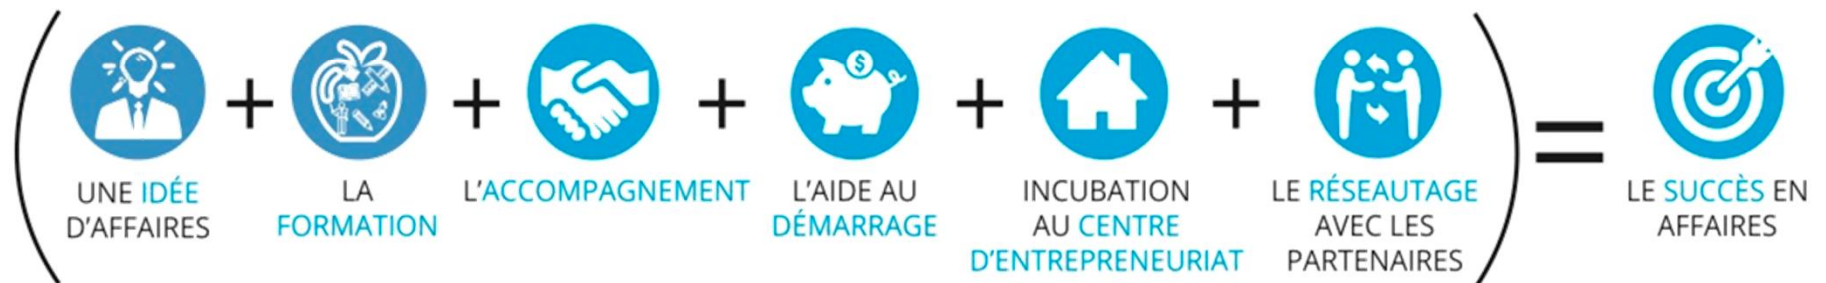 UNE IDÉE
D'AFFAIRES
+
LA
FORMATION
+
L'ACCOMPAGNEMENT
+
$
L'AIDE AU
DÉMARRAGE
+
INCUBATION
AU CENTRE
D'ENTREPRENEURIAT
+
LE RÉSEAUTAGE
AVEC LES
PARTENAIRES
=
LE SUCCÈS EN
AFFAIRES